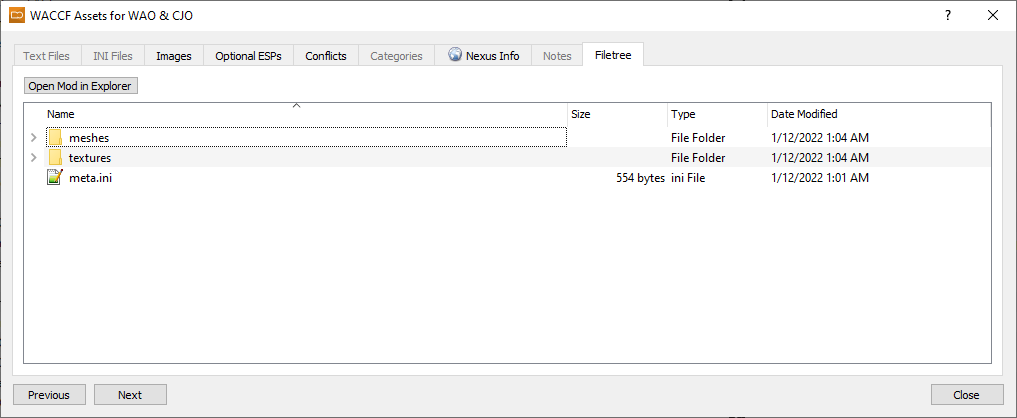 WACCF Assets for WAO & CJO
?
Text Files INI Files Images Optional ESPs Conflicts Categories Nexus Info Notes Filetree
Open Mod in Explorer
Name Size Type Date Modified
meshes File Folder 1/12/2022 1:04 AM
textures File Folder 1/12/2022 1:04 AM
meta.ini 554 bytes ini File 1/12/2022 1:01 AM
Previous Next Close